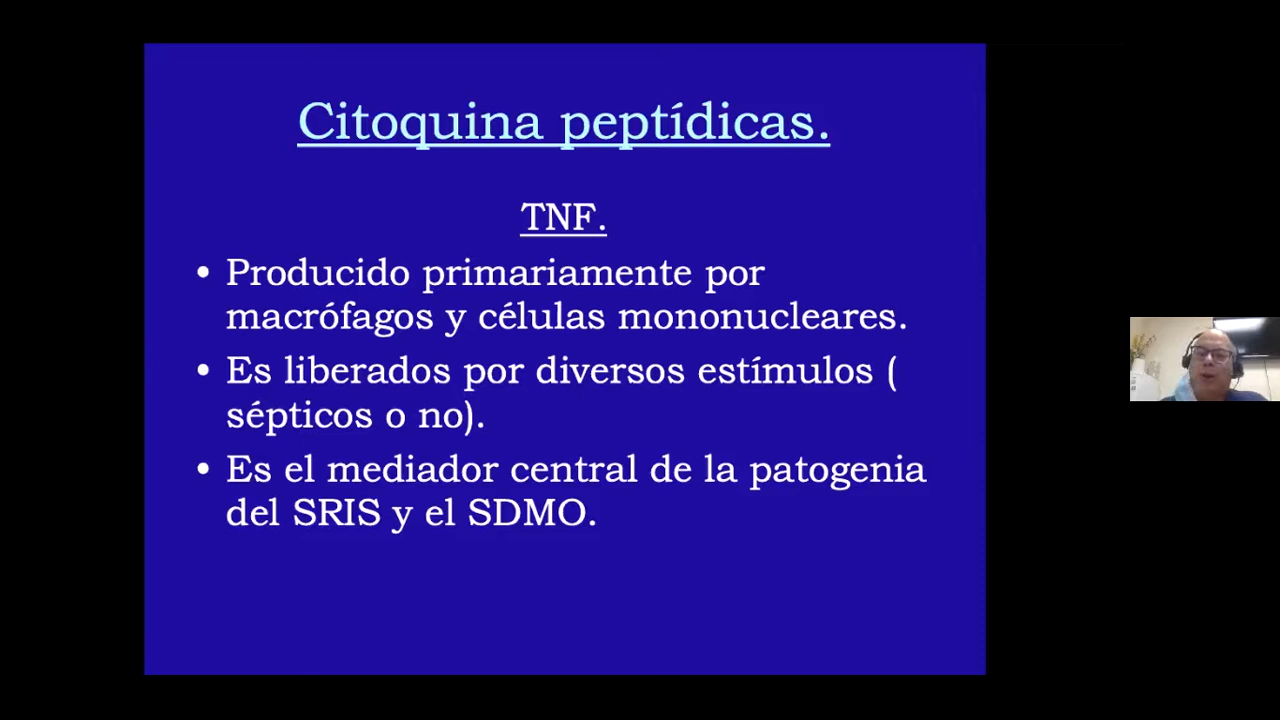 Citoquina peptídicas.
TNF.
• Producido primariamente por
macrófagos y células mononucleares.
• Es liberados por diversos estímulos (
sépticos o no).
• Es el mediador central de la patogenia
del SRIS y el SDMO.